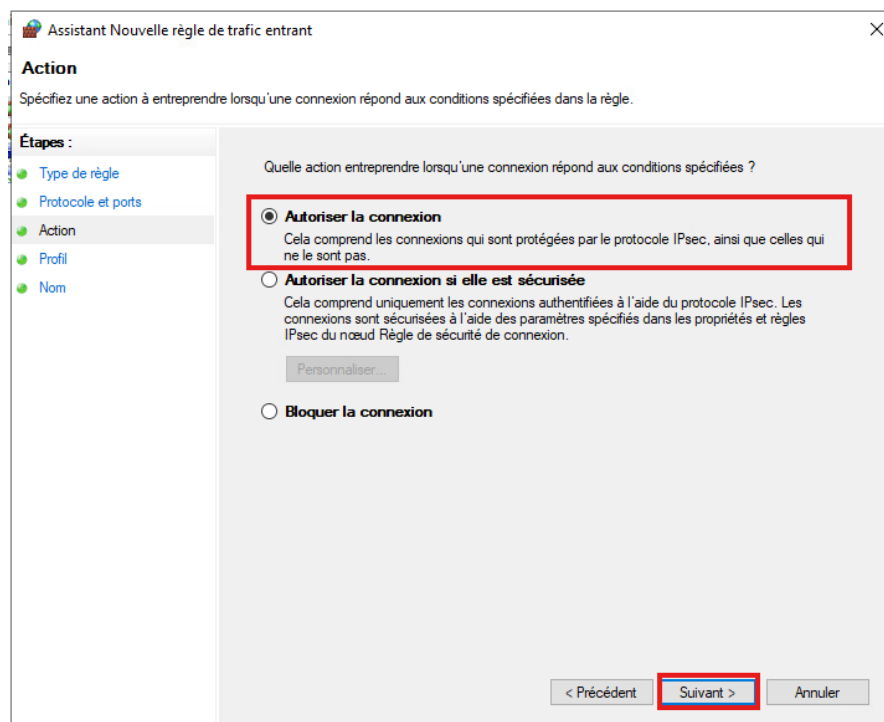 Assistant Nouvelle règle de trafic entrant
Action
Spécifiez une action à entreprendre lorsqu'une connexion répond aux conditions spécifiées dans la règle.
Étapes :
Type de règle
Protocole et ports
Action
Profil
Nom
Quelle action entreprendre lorsqu'une connexion répond aux conditions spécifiées ?
Autoriser la connexion
Cela comprend les connexions qui sont protégées par le protocole IPsec, ainsi que celles qui
ne le sont pas.
Autoriser la connexion si elle est sécurisée
Cela comprend uniquement les connexions authentifiées à l'aide du protocole IPsec. Les
connexions sont sécurisées à l'aide des paramètres spécifiés dans les propriétés et règles
IPsec du nœud Règle de sécurité de connexion.
Personnaliser...
Bloquer la connexion
< Précédent
Suivant >
Annuler